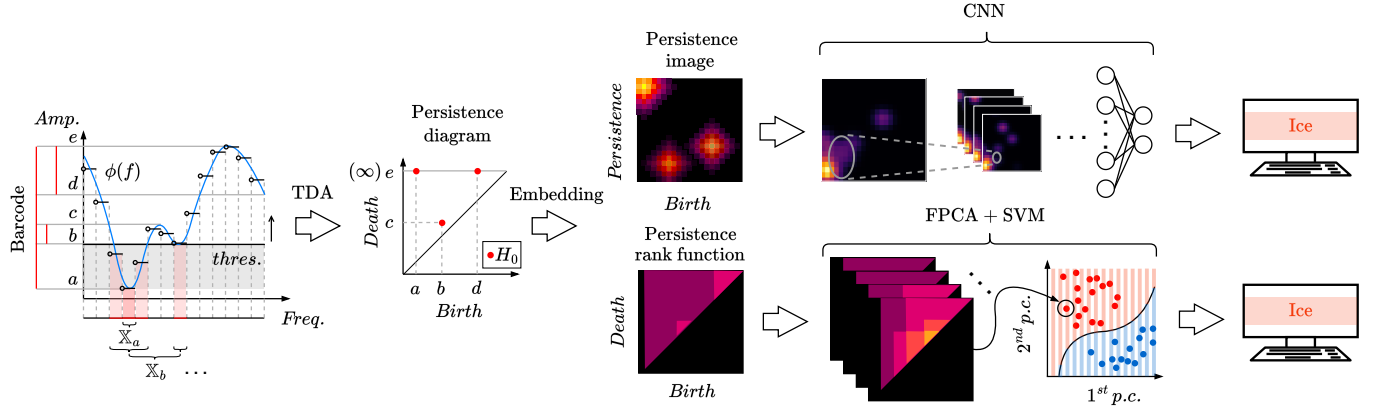 Amp.
e
d
c
b
a
Barcode
ϕ(f)
thres.
Freq.
𝕏a
𝕏b ...
TDA
Persistence
diagram
(∞) e
c
Death
H0
a b d
Birth
Embedding
Persistence
image
Persistence
Birth
CNN
...
Ice
Persistence
rank function
Death
Birth
FPCA + SVM
2nd p.c.
1st p.c.
Ice